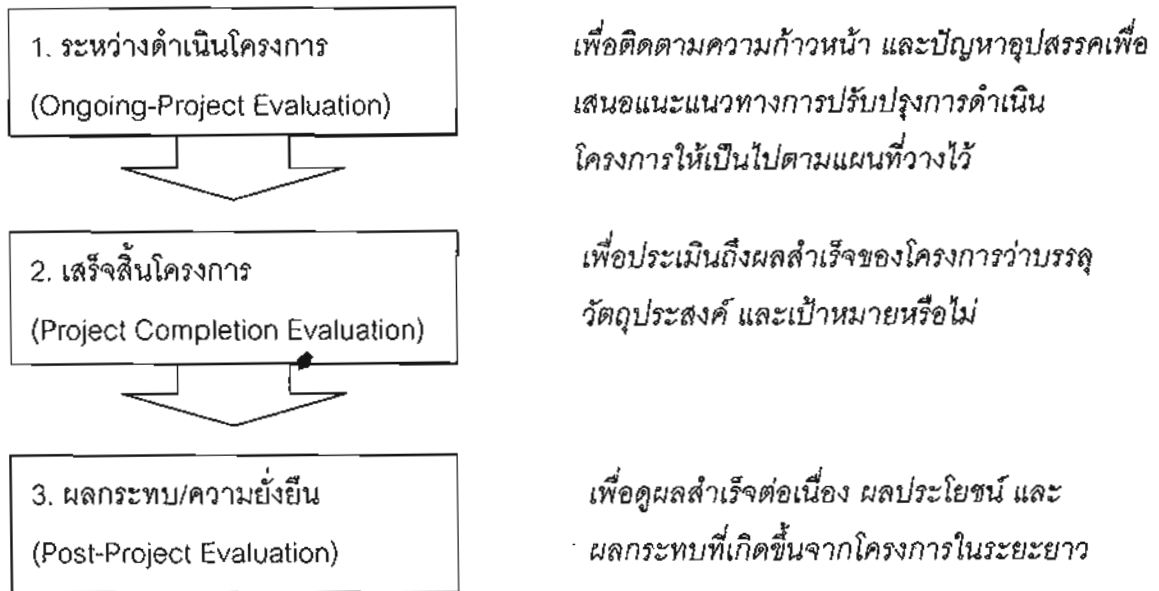 1. ระหว่างดำเนินโครงการ
(Ongoing-Project Evaluation)
เพื่อติดตามความก้าวหน้า และปัญหาอุปสรรคเพื่อ
เสนอแนะแนวทางการปรับปรุงการดำเนิน
โครงการให้เป็นไปตามแผนที่วางไว้
2. เสร็จสิ้นโครงการ
(Project Completion Evaluation)
เพื่อประเมินถึงผลสำเร็จของโครงการว่าบรรลุ
วัตถุประสงค์ และเป้าหมายหรือไม่
3. ผลกระทบ/ความยั่งยืน
(Post-Project Evaluation)
เพื่อดูผลสำเร็จต่อเนื่อง ผลประโยชน์ และ
ผลกระทบที่เกิดขึ้นจากโครงการในระยะยาว